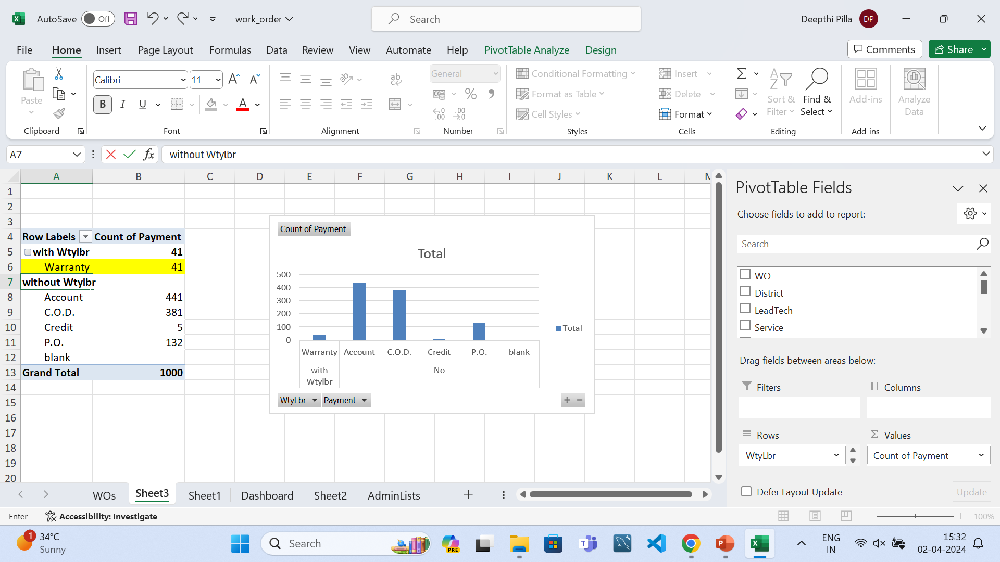 AutoSave Off work_order Search Deepthi Pilla DP
File Home Insert Page Layout Formulas Data Review View Automate Help PivotTable Analyze Design Comments Share
Paste Calibri 11 General Conditional Formatting Insert
Format as Table Delete Sort & Filter Find & Select Add-ins Analyze Data
B I U Cell Styles Format
Clipboard Font Alignment Number Styles Cells Editing Add-ins
A7 fx without Wtylbr
A B C D E F G H I J K L M
1
2
3
4 Row Labels Count of Payment
5 with Wtylbr 41
6 Warranty 41
7 without Wtylbr
8 Account 441
9 C.O.D. 381
10 Credit 5
11 P.O. 132
12 blank
13 Grand Total 1000
14
15
16
17
18
19
20
Count of Payment
Total
500
400
300
200
100
0
Total
Warranty Account C.O.D. Credit P.O. blank
with Wtylbr No
WtyLbr Payment
PivotTable Fields
Choose fields to add to report:
Search
WO
District
LeadTech
Service
Drag fields between areas below:
Filters Columns
Rows Values
WtyLbr Count of Payment
Defer Layout Update Update
WOs Sheet3 Sheet1 Dashboard Sheet2 AdminLists
Enter Accessibility: Investigate 100%
1 34°C
Sunny
Search PRE
ENG
IN
15:32
02-04-2024